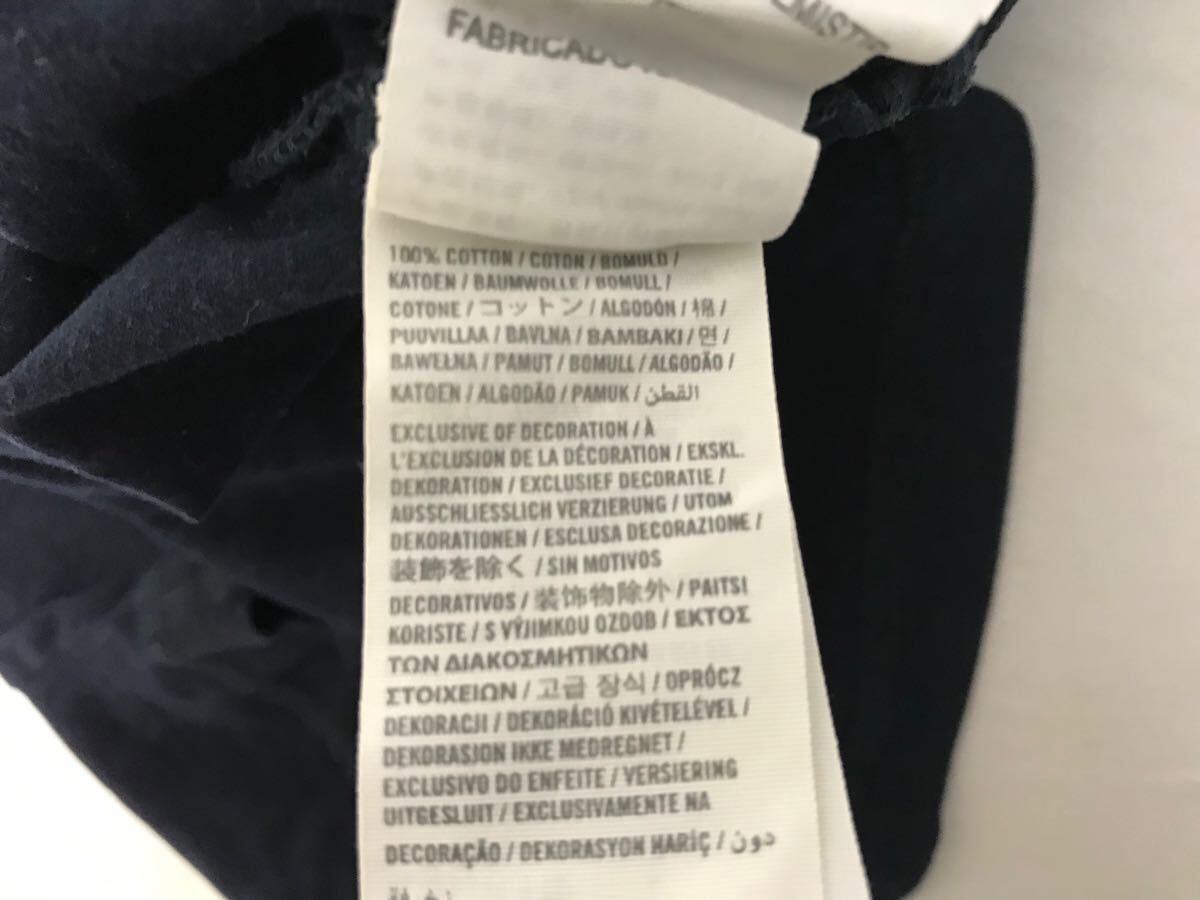 FABRICADO
100% COTTON / COTON / BOMULD /
KATOEN / BAUMWOLLE / BOMULL /
COTONE / コットン / ALGODÓN / 棉 /
PUUVILLAA / BAVLNA / BAMBAKI / 면 /
BAWEŁNA / PAMUT / BOMULL / ALGODÃO /
KATOEN / ALGODÃO / PAMUK / القطن
EXCLUSIVE OF DECORATION / À
L'EXCLUSION DE LA DÉCORATION / EKSKL.
DEKORATION / EXCLUSIEF DECORATIE /
AUSSCHLIESSLICH VERZIERUNG / UTOM
DEKORATIONEN / ESCLUSA DECORAZIONE /
装飾を除く / SIN MOTIVOS
DECORATIVOS / 装饰物除外 / PAITSI
KORISTE / S VÝJIMKOU OZDOB / ΕΚΤΟΣ
ΤΩΝ ΔΙΑΚΟΣΜΗΤΙΚΩΝ
ΣΤΟΙΧΕΙΩΝ / 고급 장식 / OPRÓCZ
DEKORACJI / DEKORÁCIÓ KIVÉTELÉVEL /
DEKORASJON IKKE MEDREGNET /
EXCLUSIVO DO ENFEITE / VERSIERING
UITGESLUIT / EXCLUSIVAMENTE NA
DECORAÇÃO / DEKORASYON HARİÇ / دون